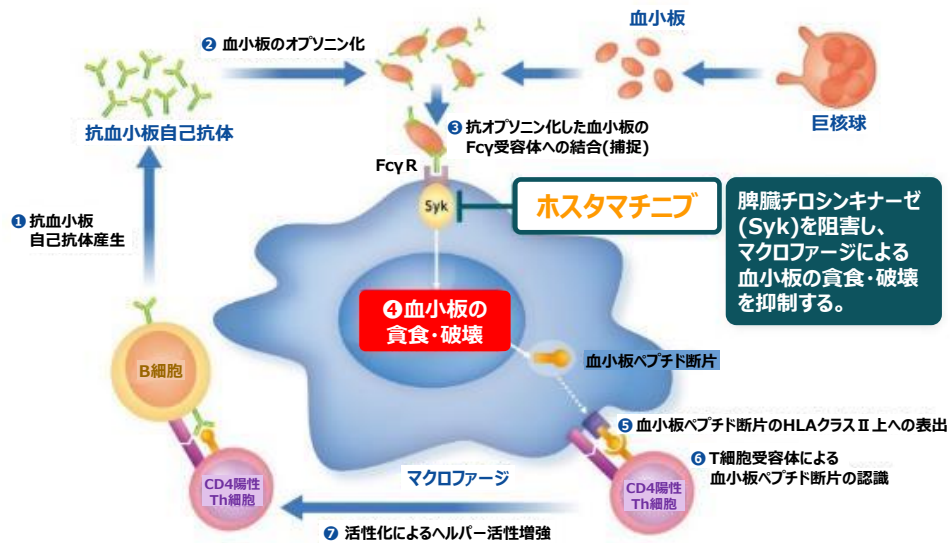 ❷ 血小板のオプソニン化
血小板
抗血小板自己抗体
巨核球
❸ 抗オプソニン化した血小板の
Fcγ受容体への結合(捕捉)
FcγR
Syk
ホスタマチニブ
脾臓チロシンキナーゼ
(Syk)を阻害し、
マクロファージによる
血小板の貪食・破壊
を抑制する。
❶ 抗血小板
自己抗体産生
❹血小板の
貪食・破壊
B細胞
血小板ペプチド断片
❺ 血小板ペプチド断片のHLAクラスⅡ上への表出
❻ T細胞受容体による
血小板ペプチド断片の認識
マクロファージ
CD4陽性
Th細胞
CD4陽性
Th細胞
❼ 活性化によるヘルパー活性増強